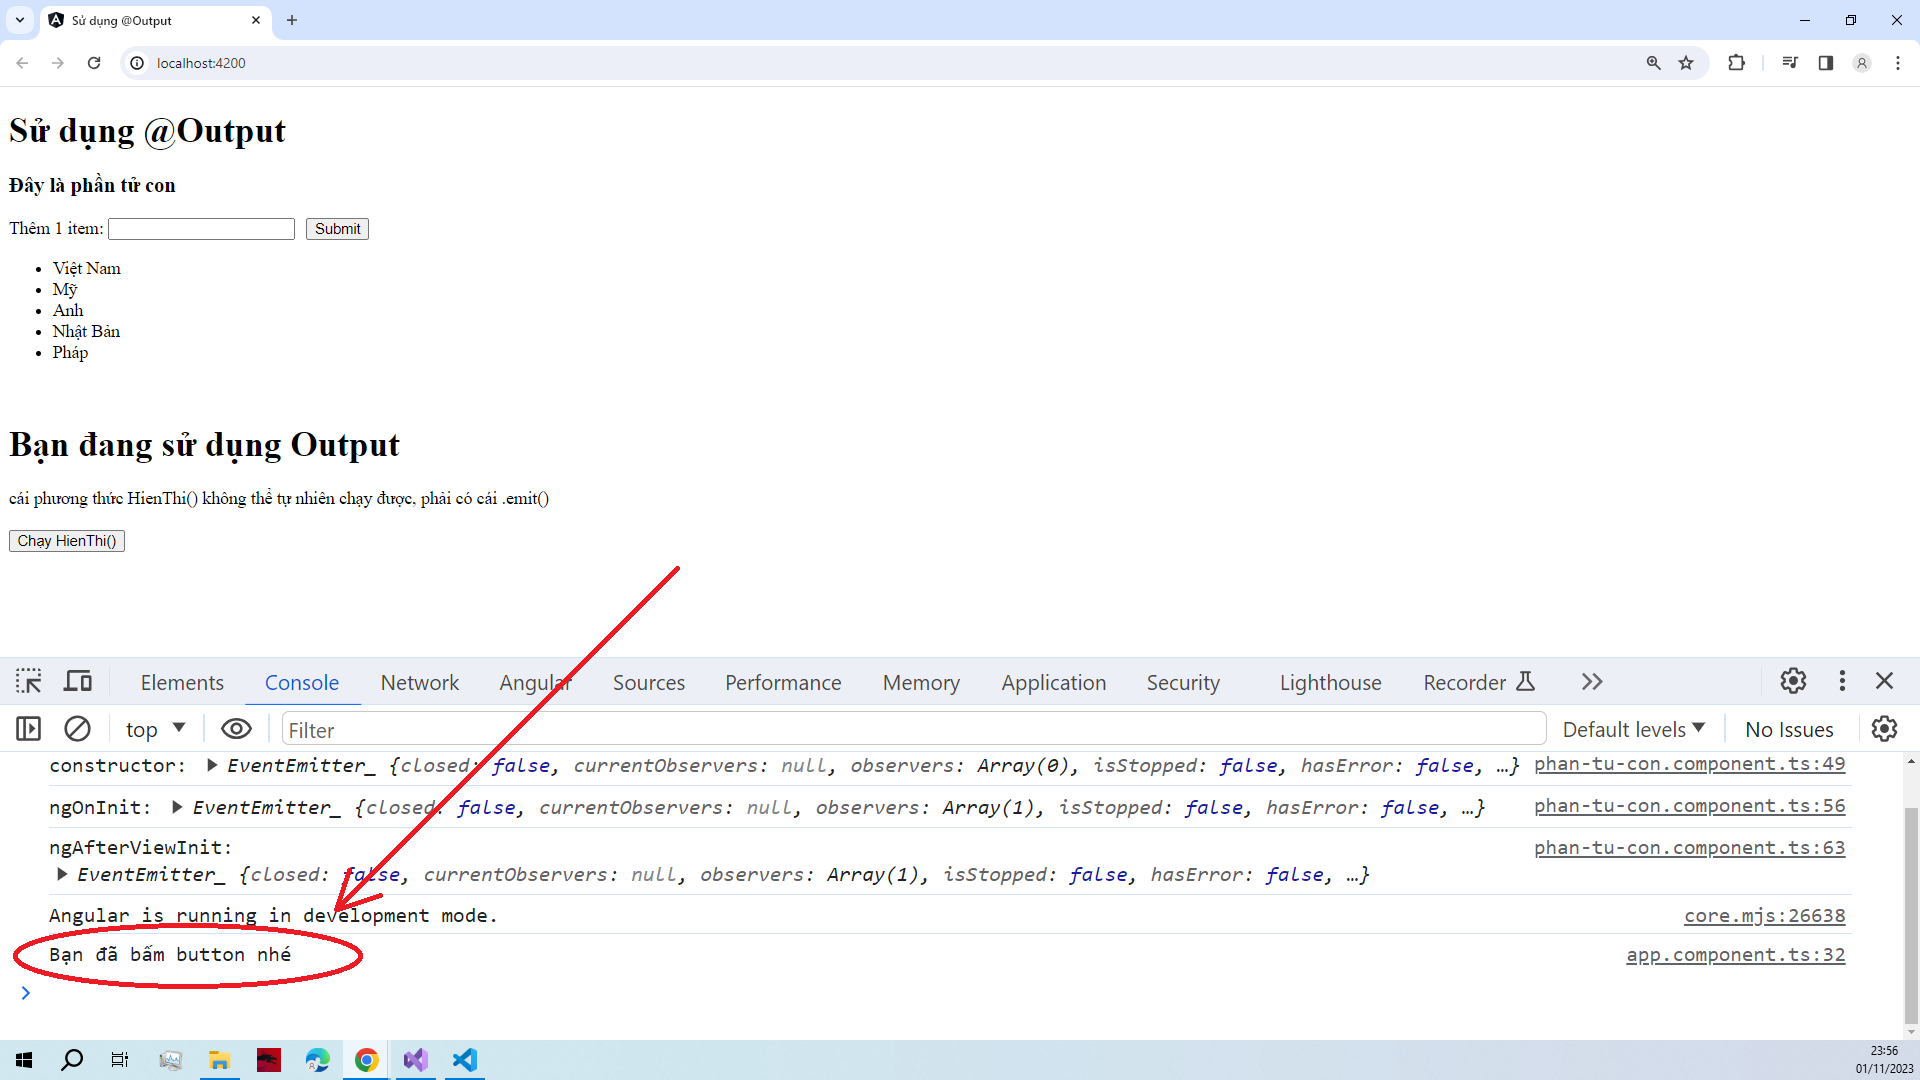 Sử dụng @Output
localhost:4200
Sử dụng @Output
Đây là phần tử con
Thêm 1 item: Submit
Việt Nam
Mỹ
Anh
Nhật Bản
Pháp
Bạn đang sử dụng Output
cái phương thức HienThi() không thể tự nhiên chạy được, phải có cái .emit()
Chạy HienThi()
Elements Console Network Angular Sources Performance Memory Application Security Lighthouse Recorder
top Filter Default levels No Issues
constructor: EventEmitter_ {closed: false, currentObservers: null, observers: Array(0), isStopped: false, hasError: false, …} phan-tu-con.component.ts:49
ngOnInit: EventEmitter_ {closed: false, currentObservers: null, observers: Array(1), isStopped: false, hasError: false, …} phan-tu-con.component.ts:56
ngAfterViewInit: phan-tu-con.component.ts:63
EventEmitter_ {closed: false, currentObservers: null, observers: Array(1), isStopped: false, hasError: false, …}
Angular is running in development mode. core.mjs:26638
Bạn đã bấm button nhé app.component.ts:32
23:56
01/11/2023